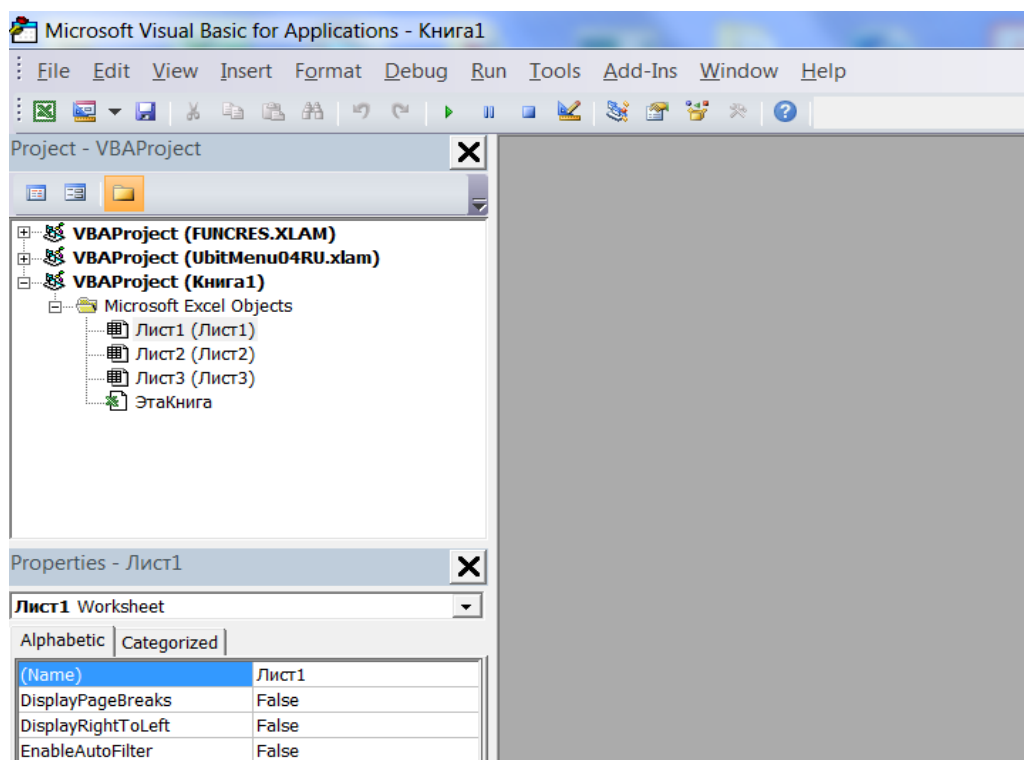 Microsoft Visual Basic for Applications - Книга1
File Edit View Insert Format Debug Run Tools Add-Ins Window Help
Project - VBAProject
VBAProject (FUNCRES.XLAM)
VBAProject (UbitMenu04RU.xlam)
VBAProject (Книга1)
Microsoft Excel Objects
Лист1 (Лист1)
Лист2 (Лист2)
Лист3 (Лист3)
ЭтаКнига
Properties - Лист1
Лист1 Worksheet
Alphabetic Categorized
(Name) Лист1
DisplayPageBreaks False
DisplayRightToLeft False
EnableAutoFilter False